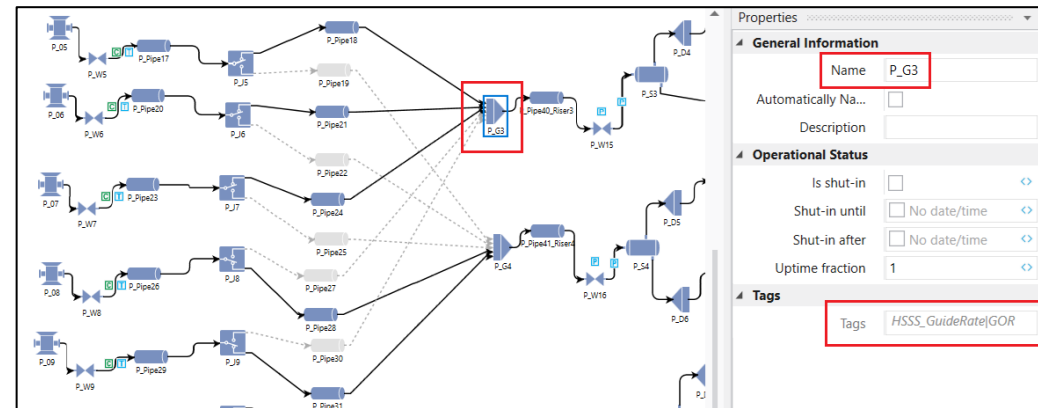 P_05
P_W5
C
T
P_Pipe17
P_J5
P_Pipe18
P_Pipe19
P_06
P_W6
C
T
P_Pipe20
P_J6
P_Pipe21
P_Pipe22
P_G3
P_Pipe40_Riser3
P
P_W15
P
P_S3
P_D4
P_07
P_W7
C
T
P_Pipe23
P_J7
P_Pipe24
P_Pipe25
P_G4
P_Pipe41_Riser4
P
P_W16
P
P_S4
P_D5
P_D6
P_08
P_W8
C
T
P_Pipe26
P_J8
P_Pipe27
P_Pipe28
P_09
P_W9
C
T
P_Pipe29
P_J9
P_Pipe30
P_Pipe31
Properties
General Information
Name P_G3
Automatically Na...
Description
Operational Status
Is shut-in
Shut-in until No date/time
Shut-in after No date/time
Uptime fraction 1
Tags
Tags HSSS_GuideRate|GOR